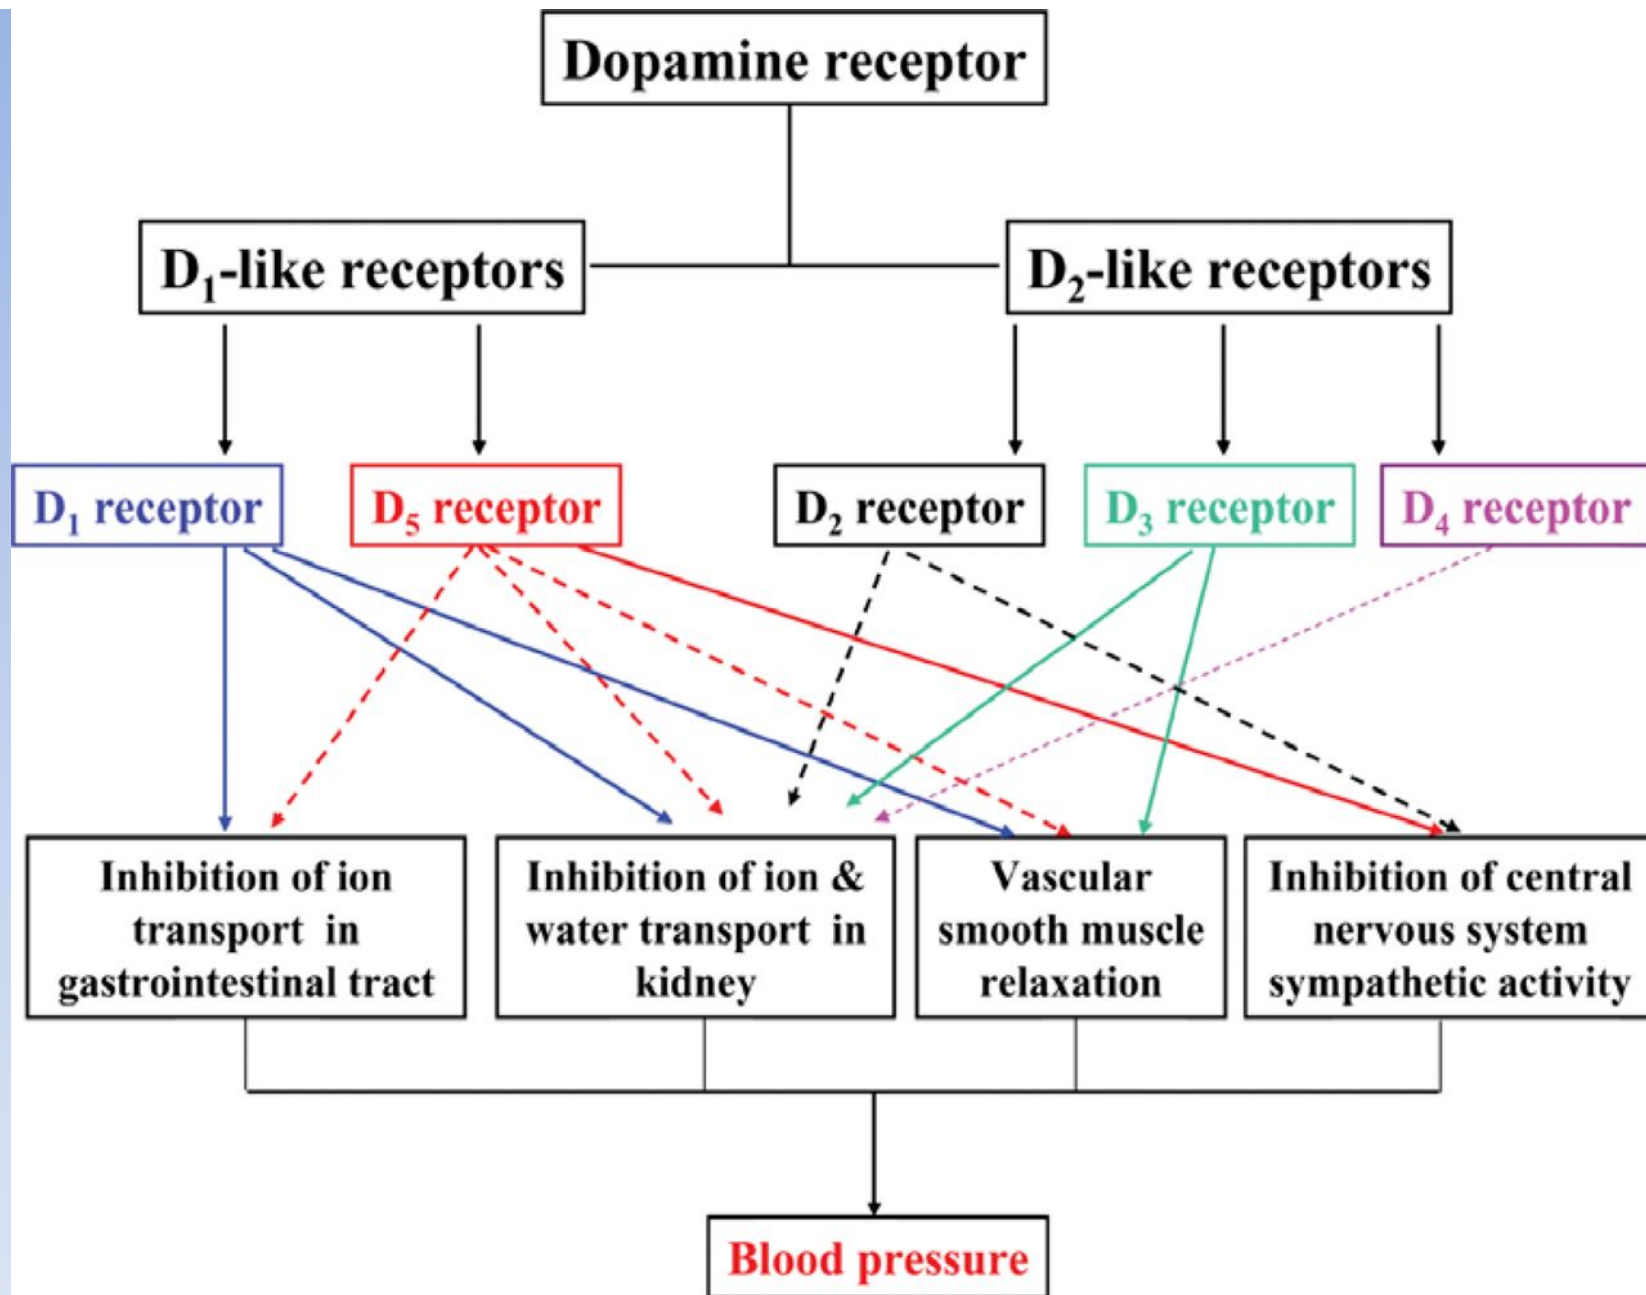 Dopamine receptor
D₁-like receptors
D₂-like receptors
D₁ receptor
D₅ receptor
D₂ receptor
D₃ receptor
D₄ receptor
Inhibition of ion
transport in
gastrointestinal tract
Inhibition of ion &
water transport in
kidney
Vascular
smooth muscle
relaxation
Inhibition of central
nervous system
sympathetic activity
Blood pressure